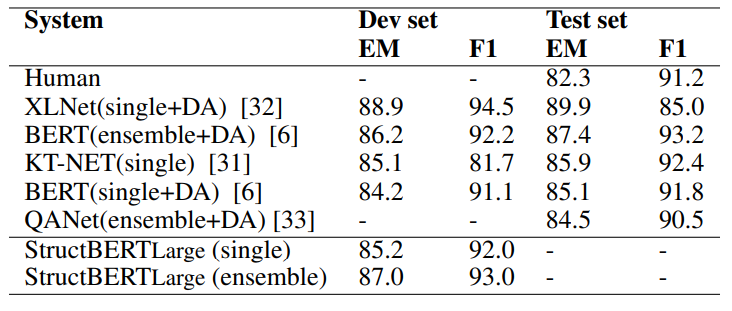 System Dev set Test set
EM F1 EM F1
Human - - 82.3 91.2
XLNet(single+DA) [32] 88.9 94.5 89.9 85.0
BERT(ensemble+DA) [6] 86.2 92.2 87.4 93.2
KT-NET(single) [31] 85.1 81.7 85.9 92.4
BERT(single+DA) [6] 84.2 91.1 85.1 91.8
QANet(ensemble+DA) [33] - - 84.5 90.5
StructBERTLarge (single) 85.2 92.0 - -
StructBERTLarge (ensemble) 87.0 93.0 - -